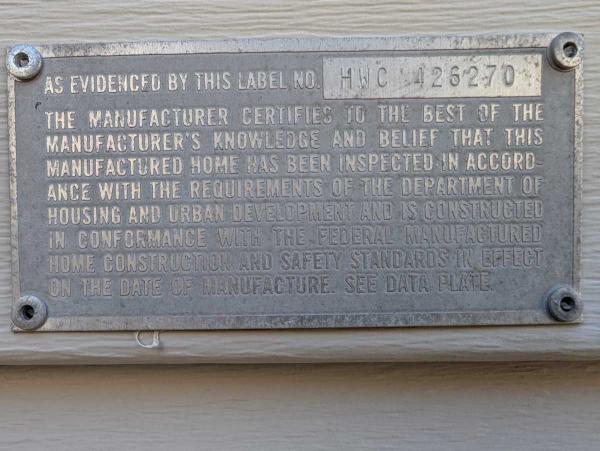 AS EVIDENCED BY THIS LABEL NO. HWC 426270
THE MANUFACTURER CERTIFIES TO THE BEST OF THE
MANUFACTURER'S KNOWLEDGE AND BELIEF THAT THIS
MANUFACTURED HOME HAS BEEN INSPECTED IN ACCORD-
ANCE WITH THE REQUIREMENTS OF THE DEPARTMENT OF
HOUSING AND URBAN DEVELOPMENT AND IS CONSTRUCTED
IN CONFORMANCE WITH THE FEDERAL MANUFACTURED
HOME CONSTRUCTION AND SAFETY STANDARDS IN EFFECT
ON THE DATE OF MANUFACTURE. SEE DATA PLATE.